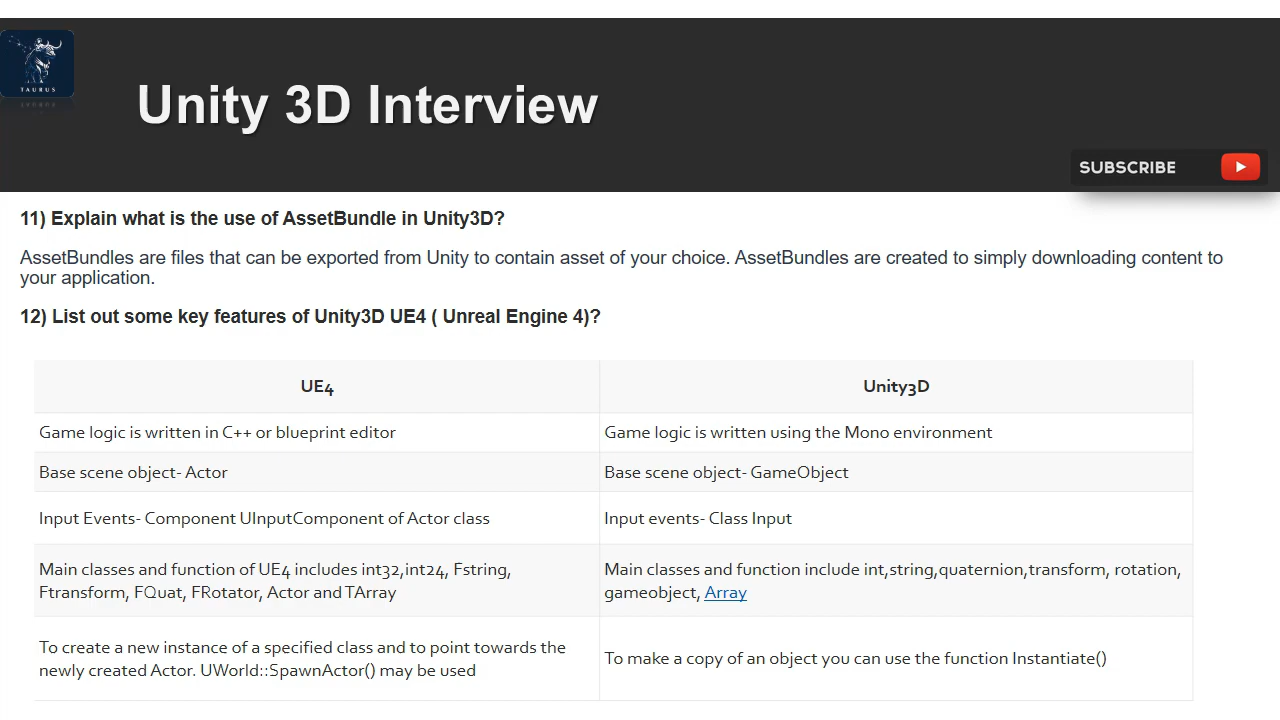 TAURUS
Unity 3D Interview
SUBSCRIBE
11) Explain what is the use of AssetBundle in Unity3D?
AssetBundles are files that can be exported from Unity to contain asset of your choice. AssetBundles are created to simply downloading content to
your application.
12) List out some key features of Unity3D UE4 ( Unreal Engine 4)?
UE4
Unity3D
Game logic is written in C++ or blueprint editor
Game logic is written using the Mono environment
Base scene object- Actor
Base scene object- GameObject
Input Events- Component UInputComponent of Actor class
Input events- Class Input
Main classes and function of UE4 includes int32,int24, Fstring,
Ftransform, FQuat, FRotator, Actor and TArray
Main classes and function include int,string,quaternion,transform, rotation,
gameobject, Array
To create a new instance of a specified class and to point towards the
newly created Actor. UWorld::SpawnActor() may be used
To make a copy of an object you can use the function Instantiate()